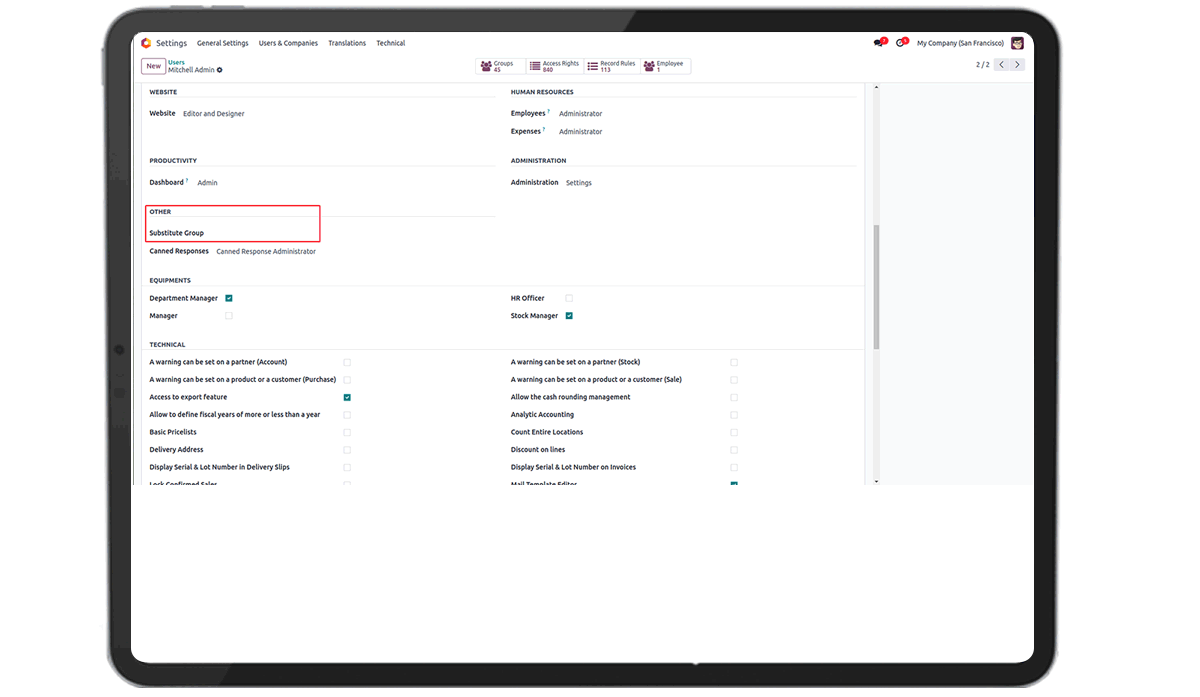 Settings General Settings Users & Companies Translations Technical
7 1 My Company (San Francisco)
New Users
Mitchell Admin
Groups 45
Access Rights 840
Record Rules 113
Employee 1
2 / 2
WEBSITE
Website Editor and Designer
HUMAN RESOURCES
Employees ? Administrator
Expenses ? Administrator
PRODUCTIVITY
Dashboard ? Admin
ADMINISTRATION
Administration Settings
OTHER
Substitute Group
Canned Responses Canned Response Administrator
EQUIPMENTS
Department Manager
HR Officer
Manager
Stock Manager
TECHNICAL
A warning can be set on a partner (Account)
A warning can be set on a partner (Stock)
A warning can be set on a product or a customer (Purchase)
A warning can be set on a product or a customer (Sale)
Access to export feature
Allow the cash rounding management
Allow to define fiscal years of more or less than a year
Analytic Accounting
Basic Pricelists
Count Entire Locations
Delivery Address
Discount on lines
Display Serial & Lot Number in Delivery Slips
Display Serial & Lot Number on Invoices
Lock Confirmed Sales
Mail Template Editor